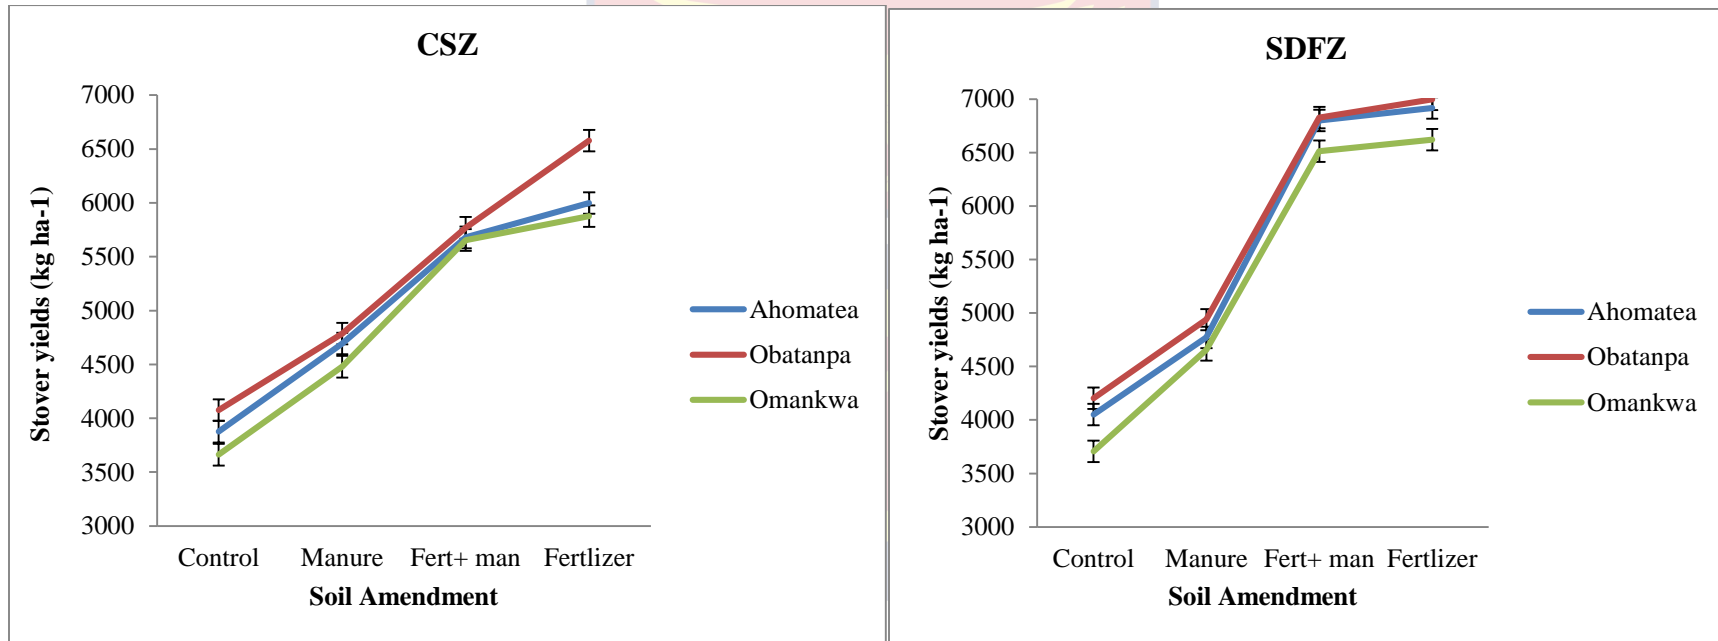 CSZ
7000
6500
6000
5500
5000
4500
4000
3500
3000
Stover yields (kg ha-1)
Control Manure Fert+ man Fertlizer
Soil Amendment
Ahomatea
Obatanpa
Omankwa
SDFZ
7000
6500
6000
5500
5000
4500
4000
3500
3000
Stover yields (kg ha-1)
Control Manure Fert+ man Fertlizer
Soil Amendment
Ahomatea
Obatanpa
Omankwa